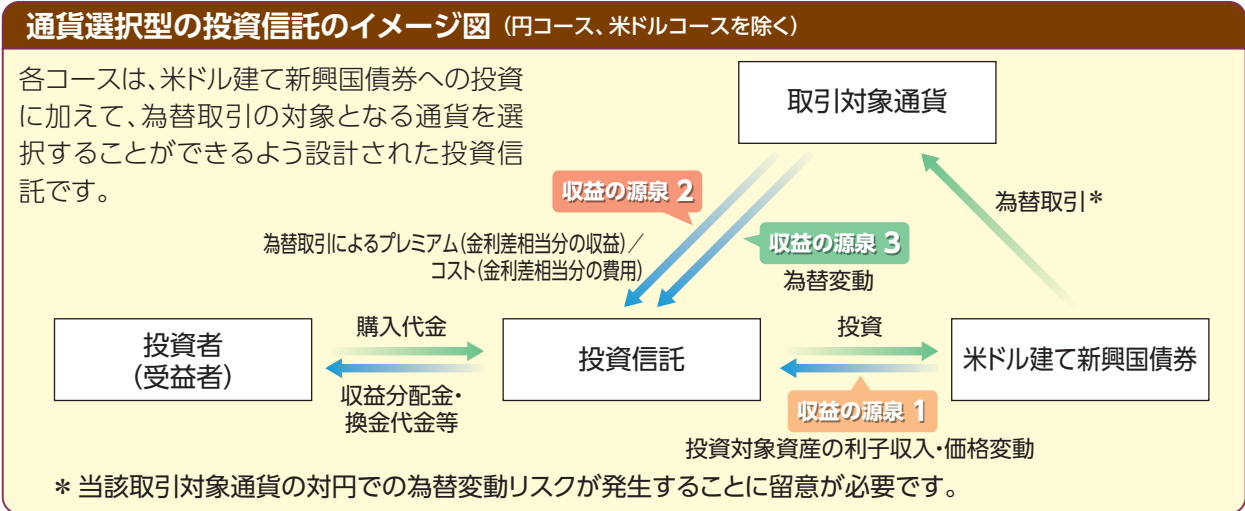 通貨選択型の投資信託のイメージ図(円コース、米ドルコースを除く)
各コースは、米ドル建て新興国債券への投資
に加えて、為替取引の対象となる通貨を選
択することができるよう設計された投資信
託です。
取引対象通貨
収益の源泉 2
為替取引*
為替取引によるプレミアム(金利差相当分の収益)/
コスト(金利差相当分の費用)
収益の源泉 3
為替変動
投資者
(受益者)
購入代金
収益分配金・
換金代金等
投資信託
投資
収益の源泉 1
投資対象資産の利子収入・価格変動
米ドル建て新興国債券
* 当該取引対象通貨の対円での為替変動リスクが発生することに留意が必要です。